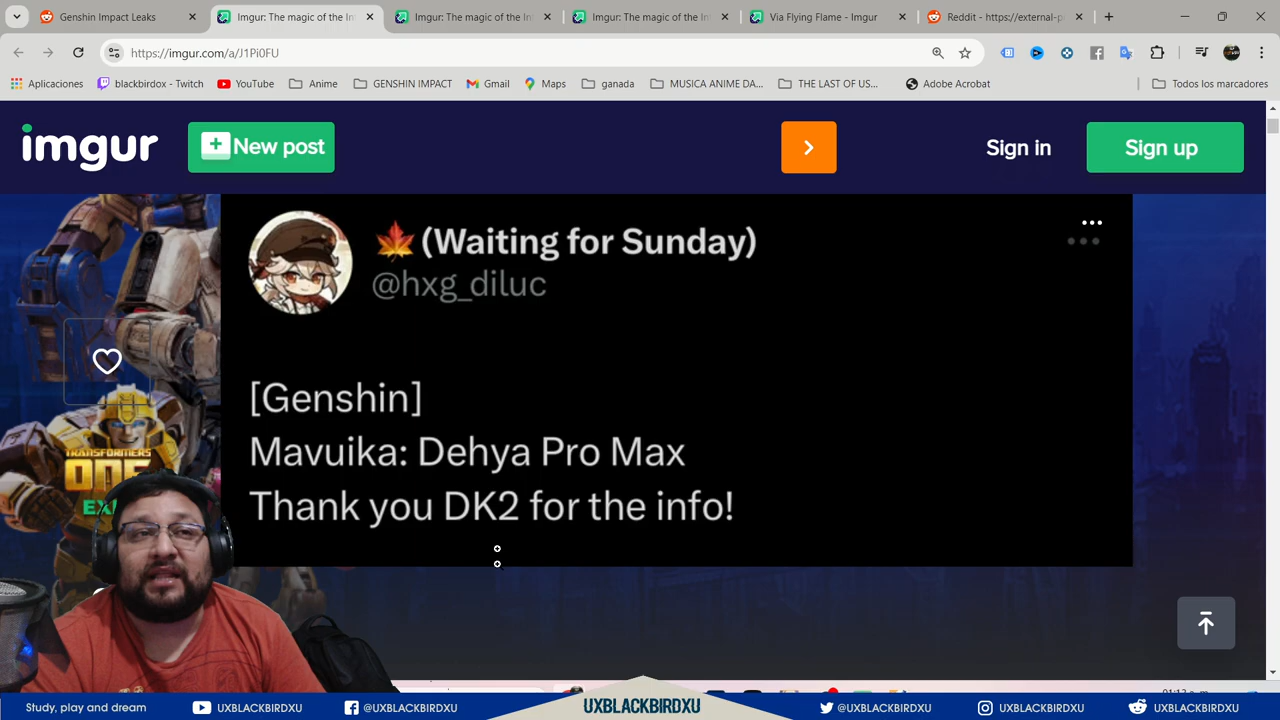 Genshin Impact Leaks
Imgur: The magic of the In
Imgur: The magic of the In
Imgur: The magic of the In
Via Flying Flame - Imgur
Reddit - https://external-p
https://imgur.com/a/J1Pi0FU
Aplicaciones
blackbirdox - Twitch
YouTube
Anime
GENSHIN IMPACT
Gmail
Maps
ganada
MUSICA ANIME DA...
THE LAST OF US...
Adobe Acrobat
Todos los marcadores
imgur
New post
Sign in
Sign up
🍁(Waiting for Sunday)
@hxg_diluc
[Genshin]
Mavuika: Dehya Pro Max
Thank you DK2 for the info!
TRANSFORMERS
ONE
Study, play and dream
UXBLACKBIRDXU
@UXBLACKBIRDXU
UXBLACKBIRDXU
@UXBLACKBIRDXU
UXBLACKBIRDXU
UXBLACKBIRDXU